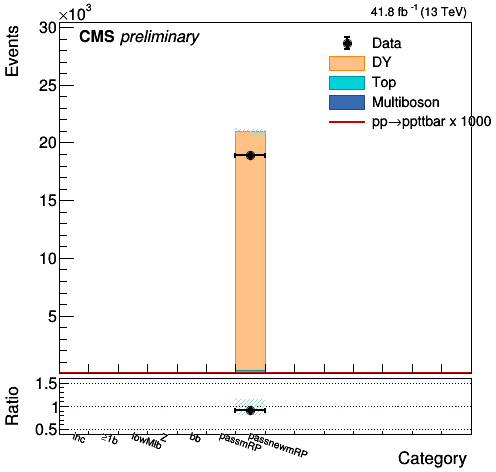 ×10³
41.8 fb⁻¹ (13 TeV)
Events
CMS preliminary
Data
DY
Top
Multiboson
pp→ppttbar x 1000
30
25
20
15
10
5
Ratio
1.5
1
0.5
inc
≥1b
lowMlb
Z
bb
passmRP
passnewmRP
Category